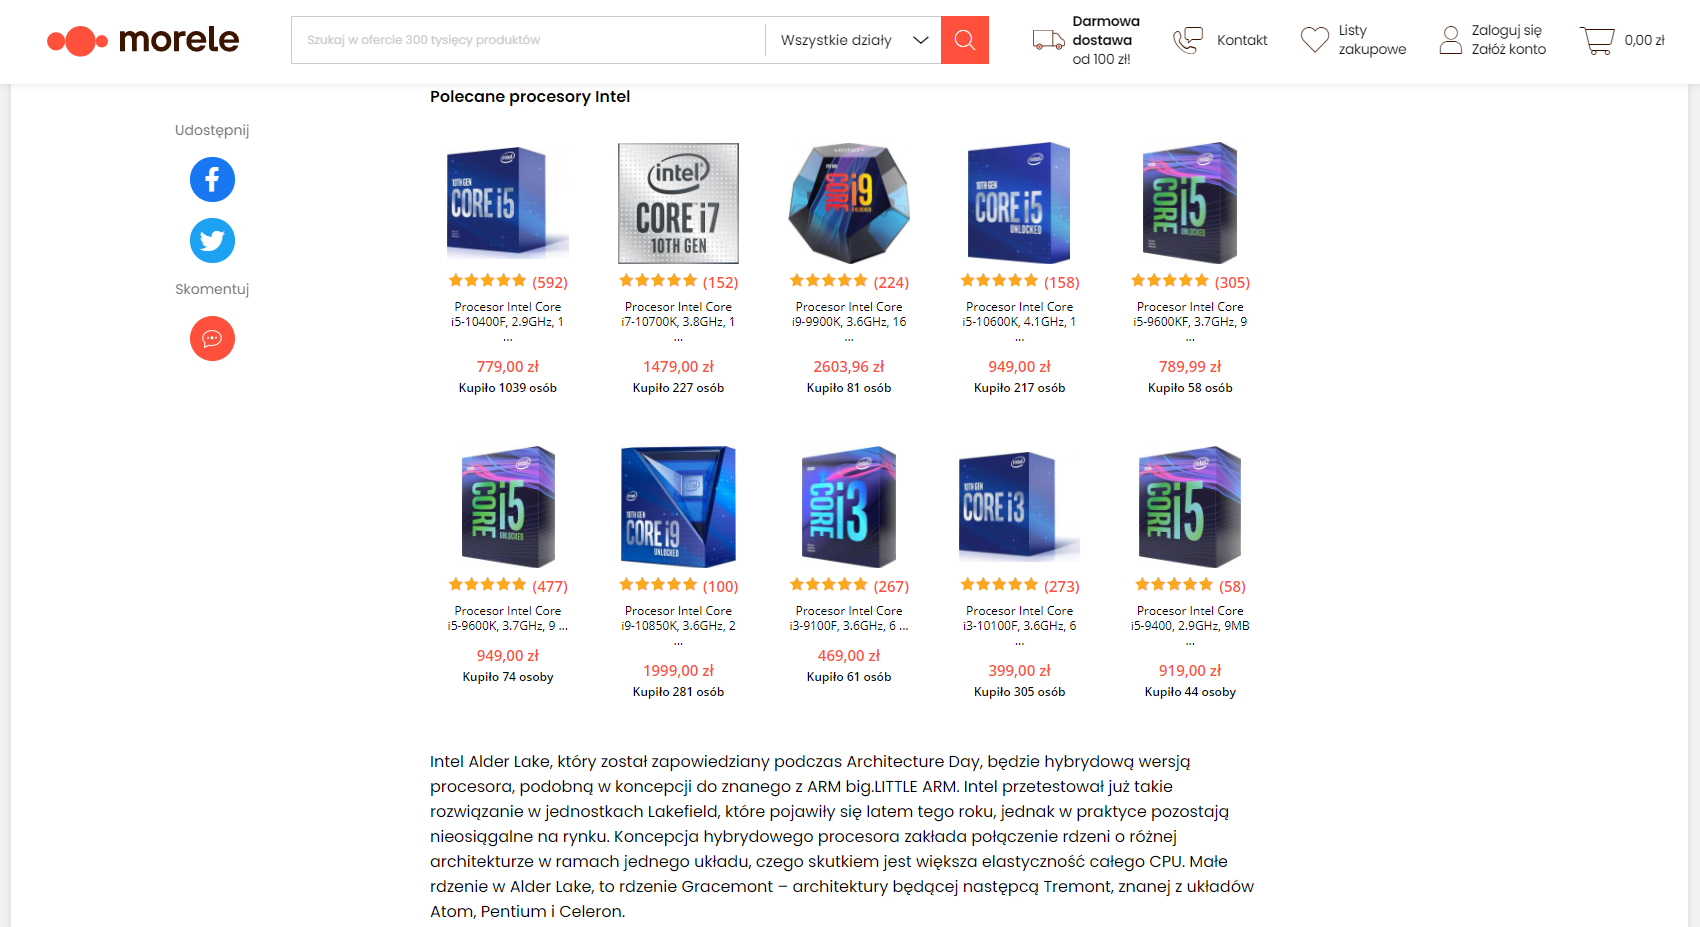 morele
Szukaj w ofercie 300 tysięcy produktów
Wszystkie działy
Darmowa
dostawa
od 100 zł!
Kontakt
Listy
zakupowe
Zaloguj się
Załóż konto
0,00 zł
Udostępnij
Skomentuj
Polecane procesory Intel
intel
10TH GEN
CORE i5
(592)
Procesor Intel Core
i5-10400F, 2.9GHz, 1
...
779,00 zł
Kupiło 1039 osób
intel
CORE i7
10TH GEN
(152)
Procesor Intel Core
i7-10700K, 3.8GHz, 1
...
1479,00 zł
Kupiło 227 osób
CORE i9
UNLOCKED
(224)
Procesor Intel Core
i9-9900K, 3.6GHz, 16
...
2603,96 zł
Kupiło 81 osób
intel
10TH GEN
CORE i5
UNLOCKED
(158)
Procesor Intel Core
i5-10600K, 4.1GHz, 1
...
949,00 zł
Kupiło 217 osób
intel
CORE i5
UNLOCKED
(305)
Procesor Intel Core
i5-9600KF, 3.7GHz, 9
...
789,99 zł
Kupiło 58 osób
intel
CORE i5
UNLOCKED
(477)
Procesor Intel Core
i5-9600K, 3.7GHz, 9 ...
949,00 zł
Kupiło 74 osoby
intel
10TH GEN
CORE i9
UNLOCKED
(100)
Procesor Intel Core
i9-10850K, 3.6GHz, 2
...
1999,00 zł
Kupiło 281 osób
intel
CORE i3
(267)
Procesor Intel Core
i3-9100F, 3.6GHz, 6 ...
469,00 zł
Kupiło 61 osób
intel
10TH GEN
CORE i3
(273)
Procesor Intel Core
i3-10100F, 3.6GHz, 6
...
399,00 zł
Kupiło 305 osób
intel
CORE i5
UNLOCKED
(58)
Procesor Intel Core
i5-9400, 2.9GHz, 9MB
...
919,00 zł
Kupiło 44 osoby
Intel Alder Lake, który został zapowiedziany podczas Architecture Day, będzie hybrydową wersją
procesora, podobną w koncepcji do znanego z ARM big.LITTLE ARM. Intel przetestował już takie
rozwiązanie w jednostkach Lakefield, które pojawiły się latem tego roku, jednak w praktyce pozostają
nieosiągalne na rynku. Koncepcja hybrydowego procesora zakłada połączenie rdzeni o różnej
architekturze w ramach jednego układu, czego skutkiem jest większa elastyczność całego CPU. Małe
rdzenie w Alder Lake, to rdzenie Gracemont – architektury będącej następcą Tremont, znanej z układów
Atom, Pentium i Celeron.